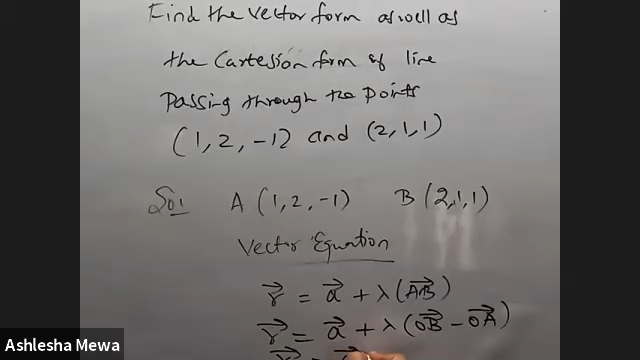 Find the vector form as well as
the Cartesion form of line
Passing through the points
(1, 2, -1) and (2, 1, 1)
Sol A (1, 2, -1) B (2, 1, 1)
Vector Equation
r⃗ = a⃗ + λ (AB⃗)
r⃗ = a⃗ + λ (OB⃗ - OA⃗)
Ashlesha Mewa